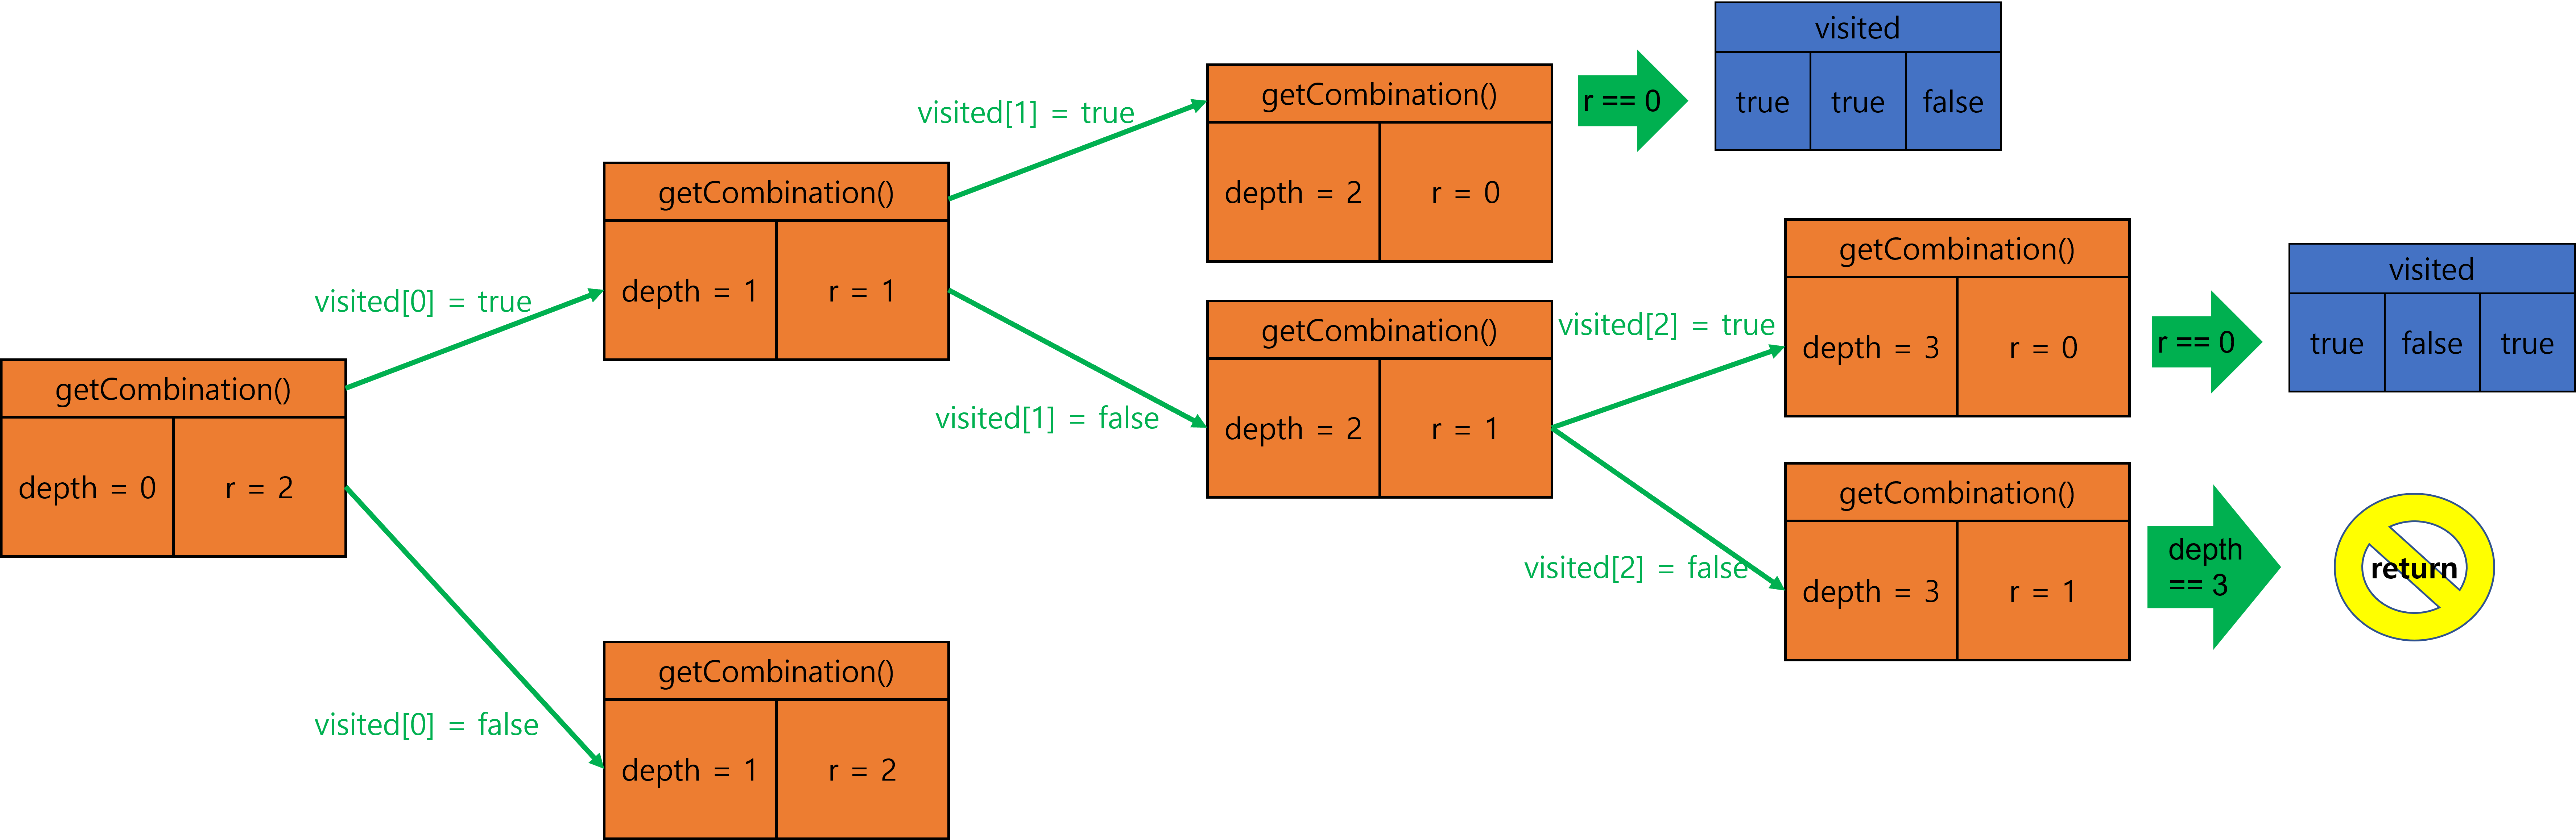 visited
true true false
getCombination()
depth = 2 r = 0
r == 0
visited[1] = true
getCombination()
depth = 1 r = 1
visited[0] = true
getCombination()
depth = 3 r = 0
r == 0
visited
true false true
visited[2] = true
getCombination()
depth = 2 r = 1
visited[1] = false
getCombination()
depth = 0 r = 2
visited[2] = false
getCombination()
depth = 3 r = 1
depth
== 3
return
visited[0] = false
getCombination()
depth = 1 r = 2